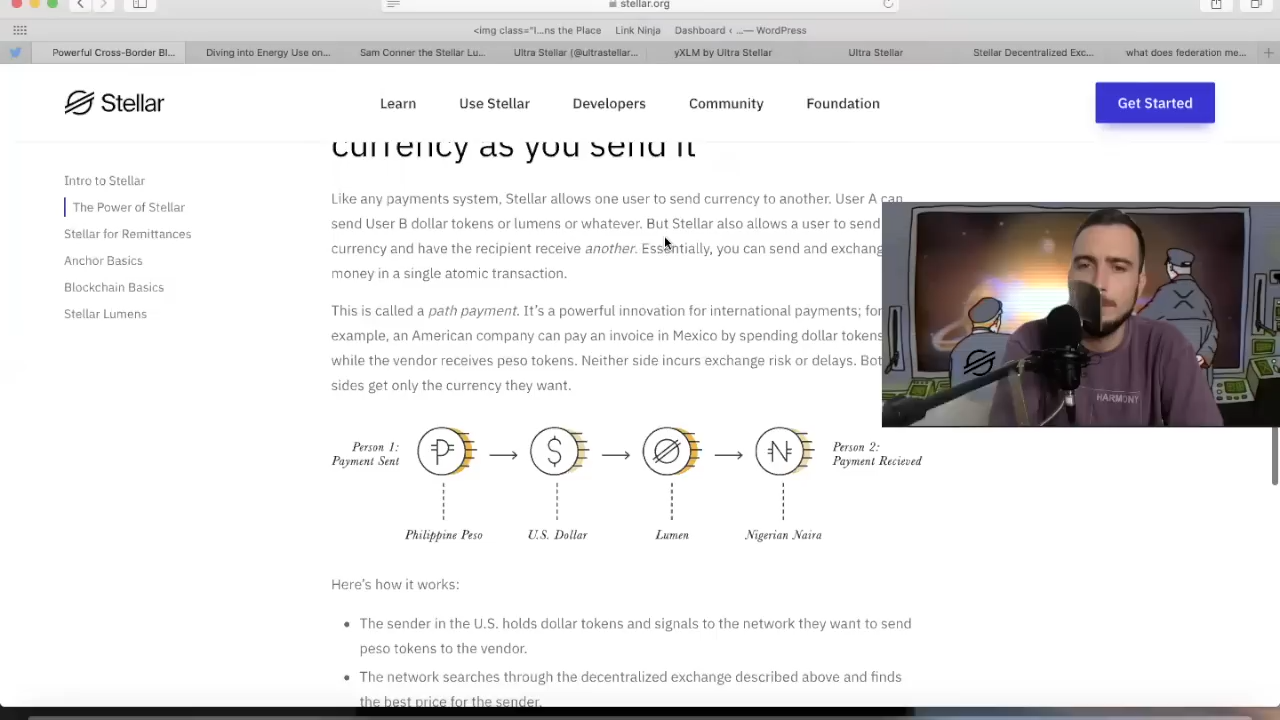 stellar.org
<img class="l...ns the Place Link Ninja Dashboard ‹ ...— WordPress
Powerful Cross-Border Bl... Diving into Energy Use on... Sam Conner the Stellar Lu... Ultra Stellar (@ultrastellar... yXLM by Ultra Stellar Ultra Stellar Stellar Decentralized Exc... what does federation me...
Stellar Learn Use Stellar Developers Community Foundation Get Started
Intro to Stellar
The Power of Stellar
Stellar for Remittances
Anchor Basics
Blockchain Basics
Stellar Lumens
currency as you send it
Like any payments system, Stellar allows one user to send currency to another. User A can
send User B dollar tokens or lumens or whatever. But Stellar also allows a user to send
currency and have the recipient receive another. Essentially, you can send and exchang
money in a single atomic transaction.
This is called a path payment. It's a powerful innovation for international payments; for
example, an American company can pay an invoice in Mexico by spending dollar tokens
while the vendor receives peso tokens. Neither side incurs exchange risk or delays. Bot
sides get only the currency they want.
HARMONY
Person 1:
Payment Sent
Person 2:
Payment Recieved
Philippine Peso U.S. Dollar Lumen Nigerian Naira
Here's how it works:
The sender in the U.S. holds dollar tokens and signals to the network they want to send
peso tokens to the vendor.
The network searches through the decentralized exchange described above and finds
the best price for the sender.